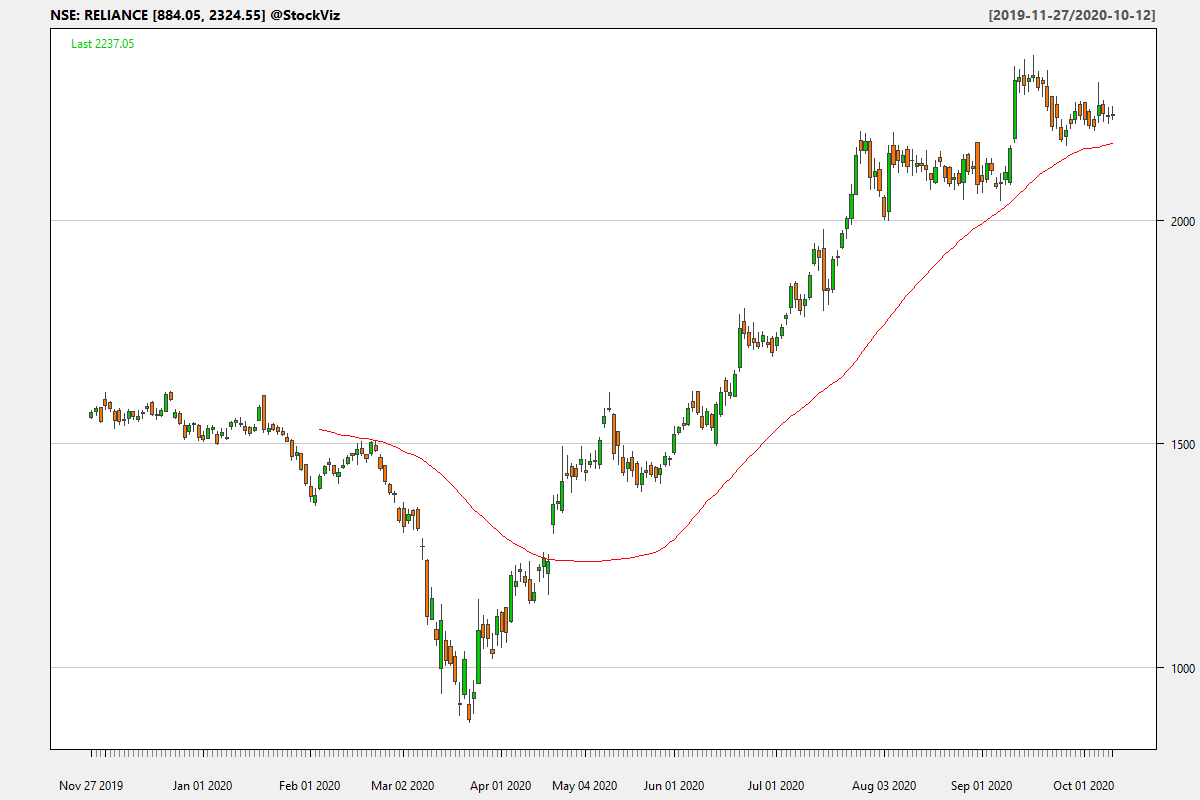 NSE: RELIANCE [884.05, 2324.55] @StockViz
[2019-11-27/2020-10-12]
Last 2237.05
2000
1500
1000
Nov 27 2019 Jan 01 2020 Feb 01 2020 Mar 02 2020 Apr 01 2020 May 04 2020 Jun 01 2020 Jul 01 2020 Aug 03 2020 Sep 01 2020 Oct 01 2020